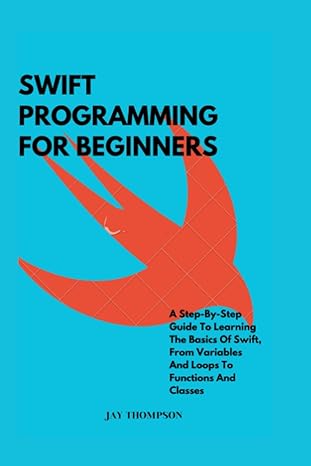 SWIFT
PROGRAMMING
FOR BEGINNERS
A Step-By-Step
Guide To Learning
The Basics Of Swift,
From Variables
And Loops To
Functions And
Classes
JAY THOMPSON